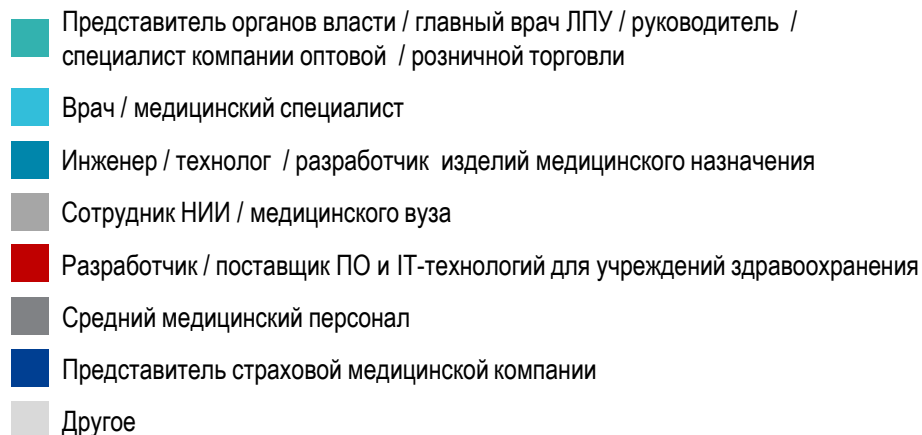 Представитель органов власти / главный врач ЛПУ / руководитель /
специалист компании оптовой / розничной торговли
Врач / медицинский специалист
Инженер / технолог / разработчик изделий медицинского назначения
Сотрудник НИИ / медицинского вуза
Разработчик / поставщик ПО и IT-технологий для учреждений здравоохранения
Средний медицинский персонал
Представитель страховой медицинской компании
Другое